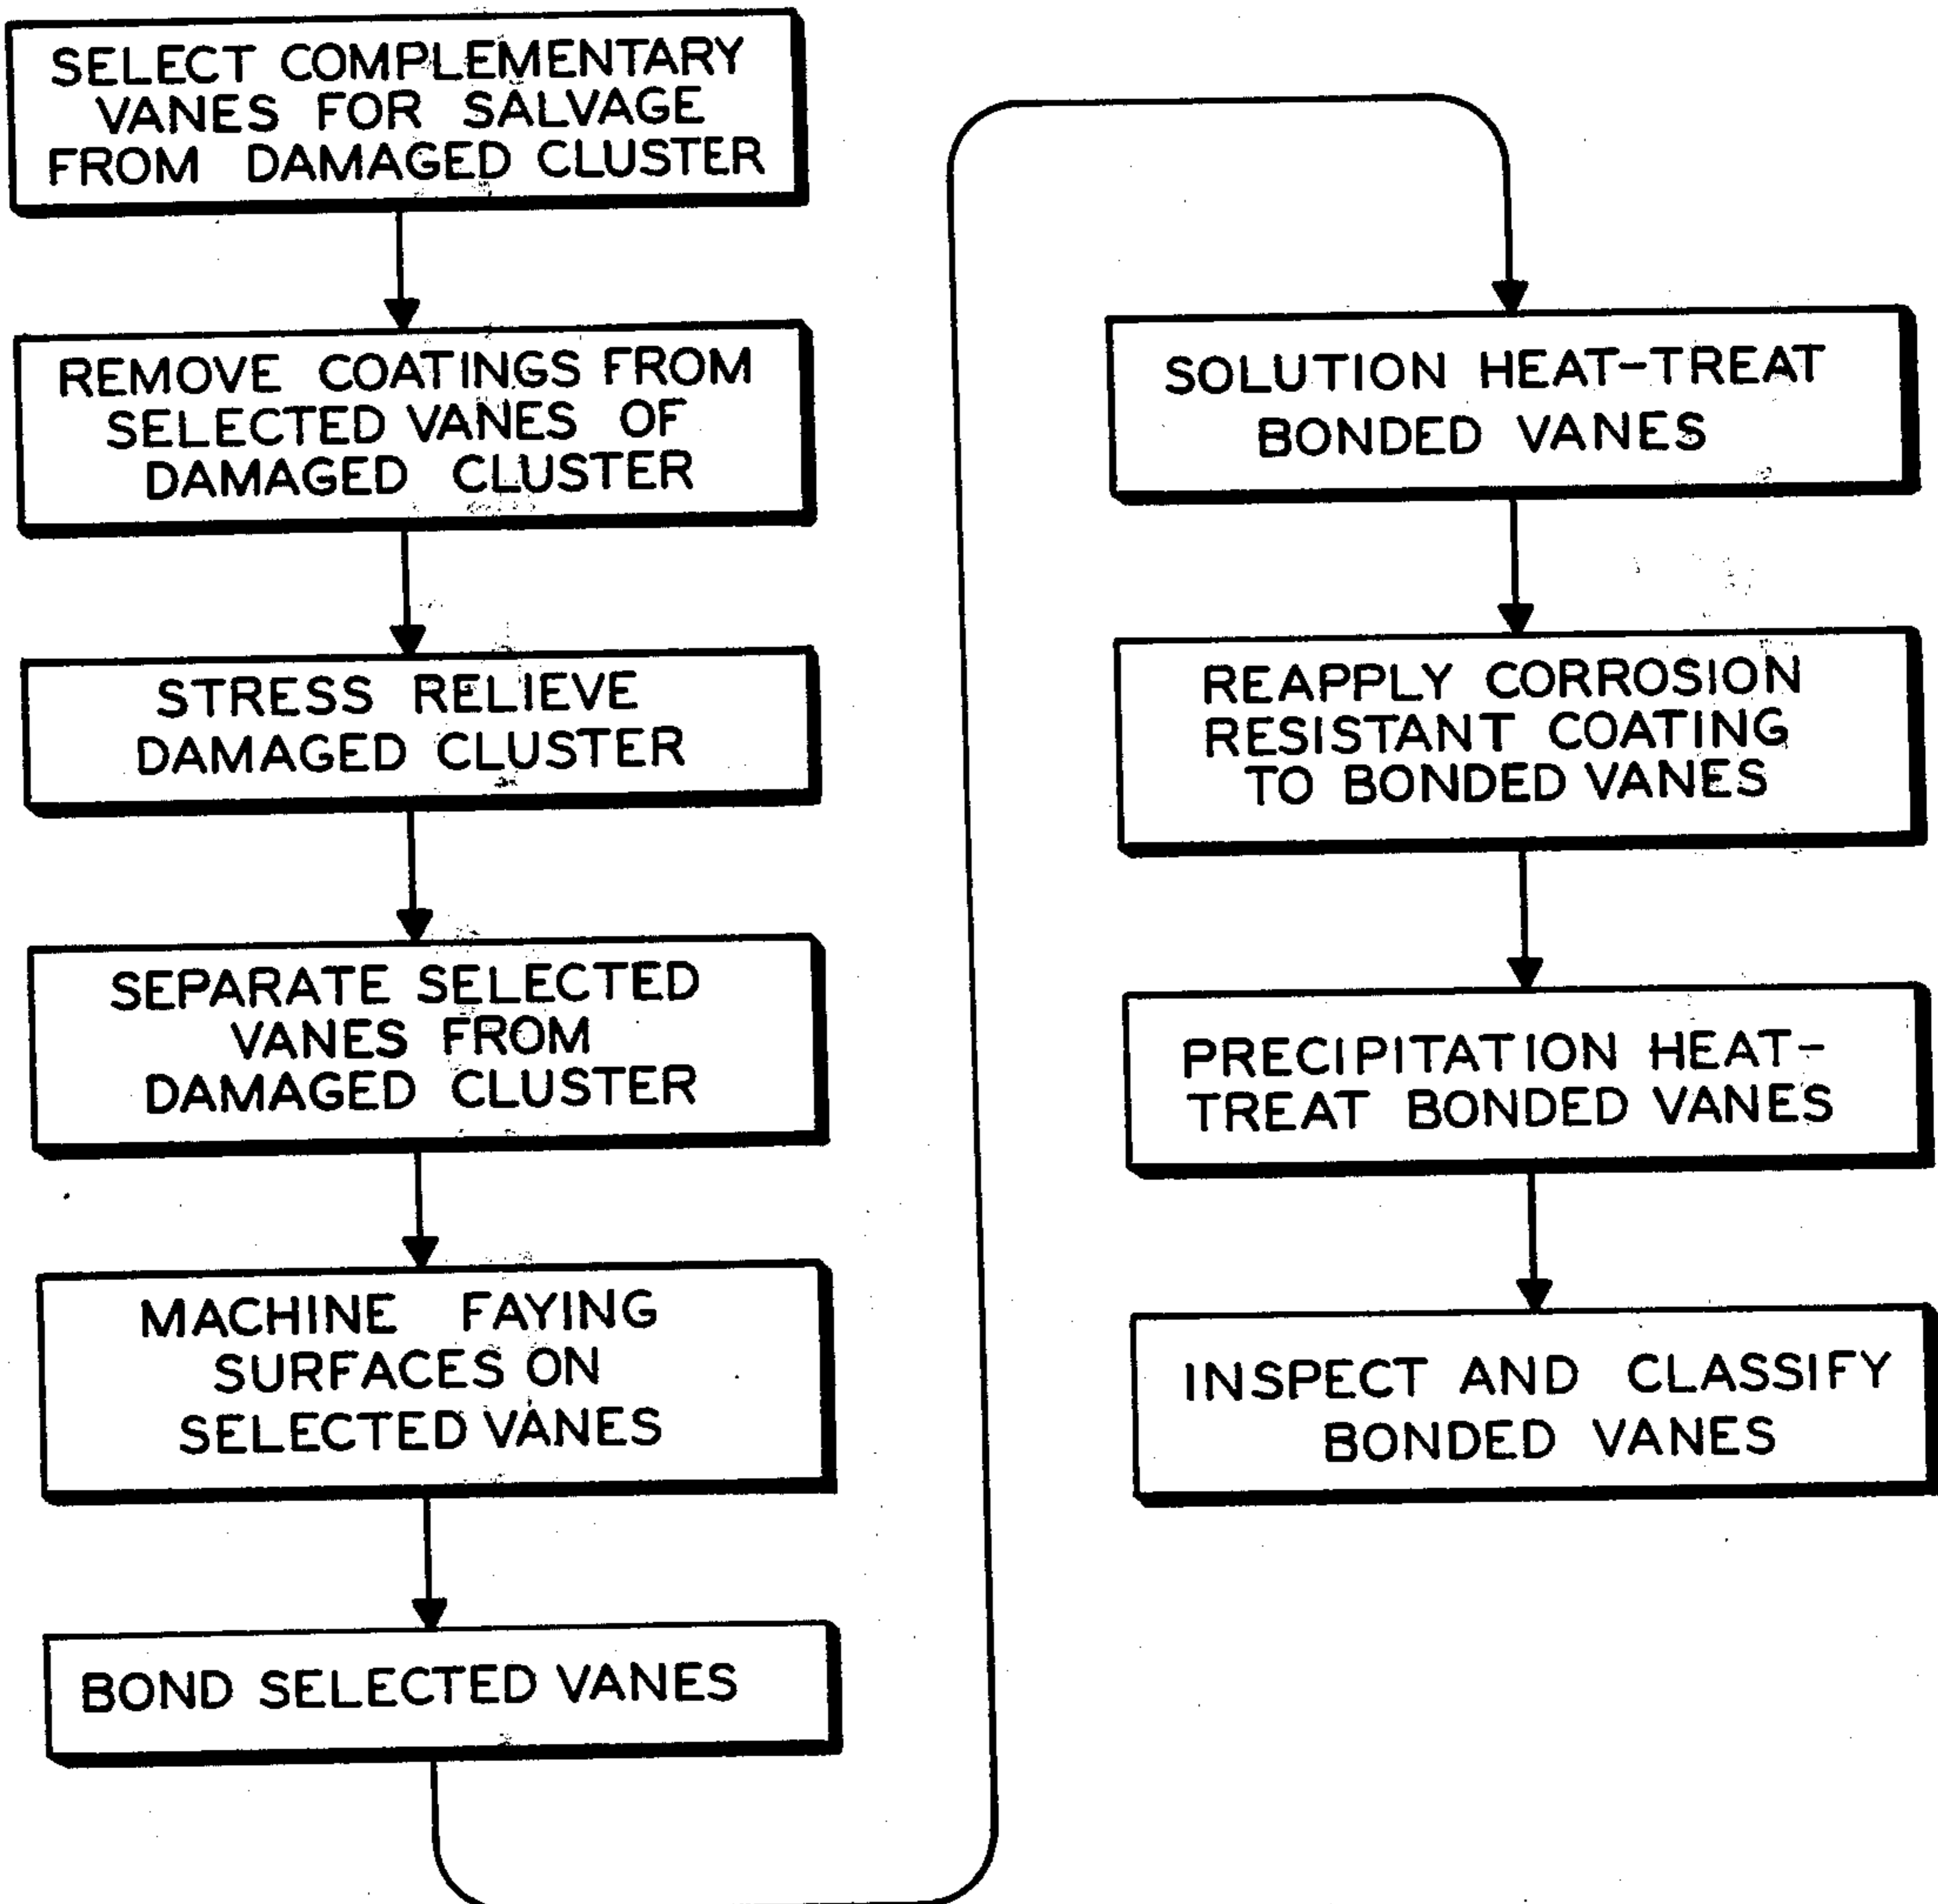 SELECT COMPLEMENTARY
VANES FOR SALVAGE
FROM DAMAGED CLUSTER
REMOVE COATINGS FROM
SELECTED VANES OF
DAMAGED CLUSTER
STRESS RELIEVE
DAMAGED CLUSTER
SEPARATE SELECTED
VANES FROM
DAMAGED CLUSTER
MACHINE FAYING
SURFACES ON
SELECTED VANES
BOND SELECTED VANES
SOLUTION HEAT-TREAT
BONDED VANES
REAPPLY CORROSION
RESISTANT COATING
TO BONDED VANES
PRECIPITATION HEAT-
TREAT BONDED VANES
INSPECT AND CLASSIFY
BONDED VANES